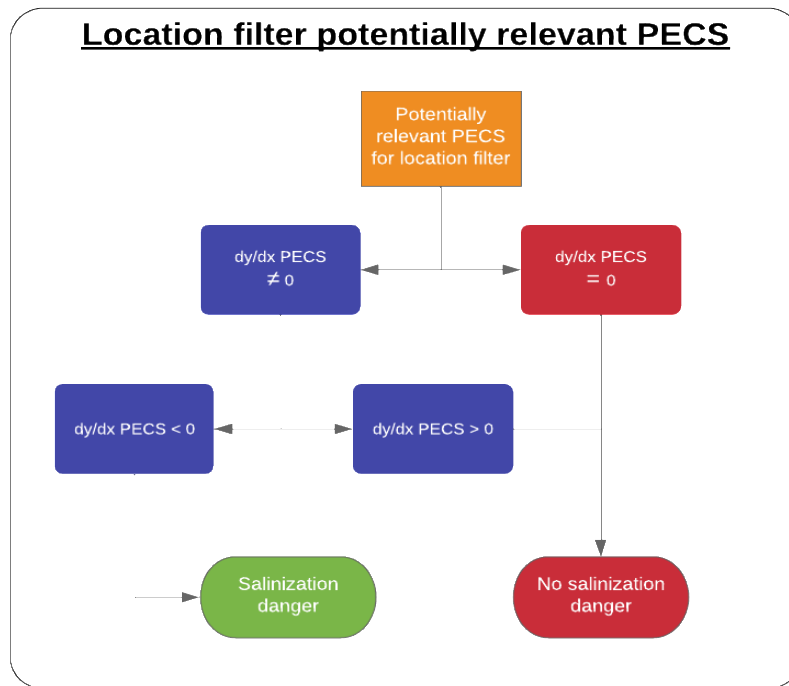 Location filter potentially relevant PECS
Potentially
relevant PECS
for location filter
dy/dx PECS
≠ 0
dy/dx PECS
= 0
dy/dx PECS < 0
dy/dx PECS > 0
Salinization
danger
No salinization
danger